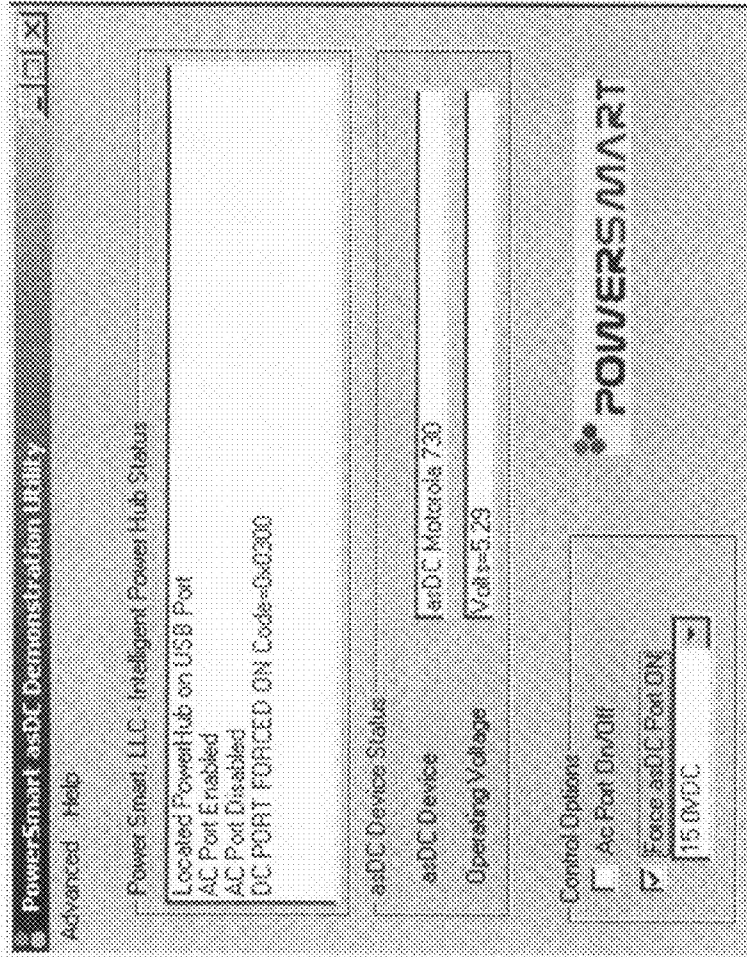 PowerSmart asDC Demonstration Utility
Advanced Help
Power Smart, LLC - Intelligent Power Hub Status
Located PowerHub on USB Port
AC Port Enabled
AC Port Disabled
DC PORT FORCED ON Code=0x0300
asDC Device Status
asDC Device
asDC Motorola 730
Operating Voltage
Volts=5.29
Control Options
Ac Port On/Off
Force asDC Port ON
15.0VDC
POWERSMART